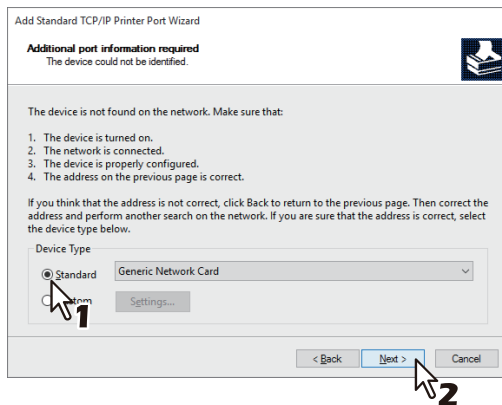 Add Standard TCP/IP Printer Port Wizard
Additional port information required
The device could not be identified.
The device is not found on the network. Make sure that:
1. The device is turned on.
2. The network is connected.
3. The device is properly configured.
4. The address on the previous page is correct.
If you think that the address is not correct, click Back to return to the previous page. Then correct the
address and perform another search on the network. If you are sure that the address is correct, select
the device type below.
Device Type
Standard Generic Network Card
Settings...
1
< Back Next > Cancel
2